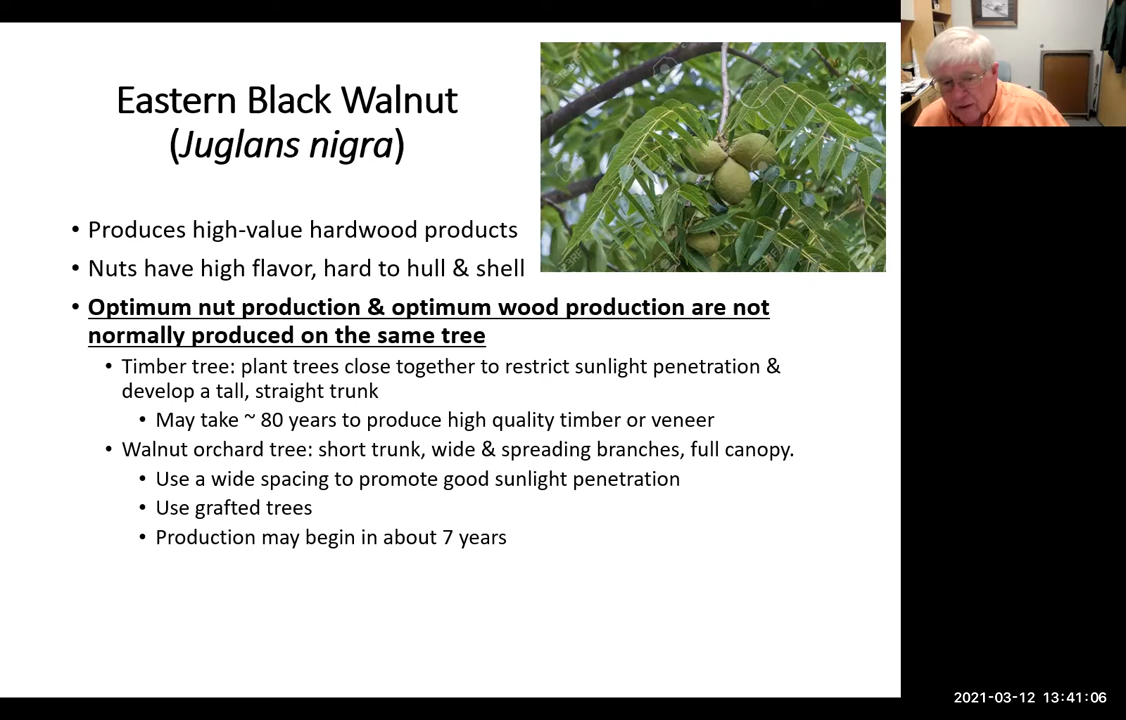 Eastern Black Walnut
(Juglans nigra)
• Produces high-value hardwood products
• Nuts have high flavor, hard to hull & shell
• Optimum nut production & optimum wood production are not
normally produced on the same tree
• Timber tree: plant trees close together to restrict sunlight penetration &
develop a tall, straight trunk
• May take ~ 80 years to produce high quality timber or veneer
• Walnut orchard tree: short trunk, wide & spreading branches, full canopy.
• Use a wide spacing to promote good sunlight penetration
• Use grafted trees
• Production may begin in about 7 years
2021-03-12 13:41:06